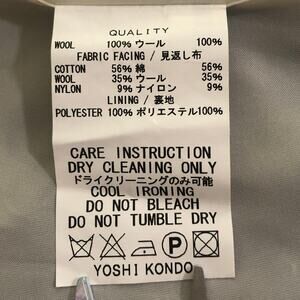 QUALITY
WOOL 100% ウール 100%
FABRIC FACING / 見返し布
COTTON 56% 綿 56%
WOOL 35% ウール 35%
NYLON 9% ナイロン 9%
LINING / 裏地
POLYESTER 100% ポリエステル100%
CARE INSTRUCTION
DRY CLEANING ONLY
ドライクリーニングのみ可能
COOL IRONING
DO NOT BLEACH
DO NOT TUMBLE DRY
P
YOSHI KONDO